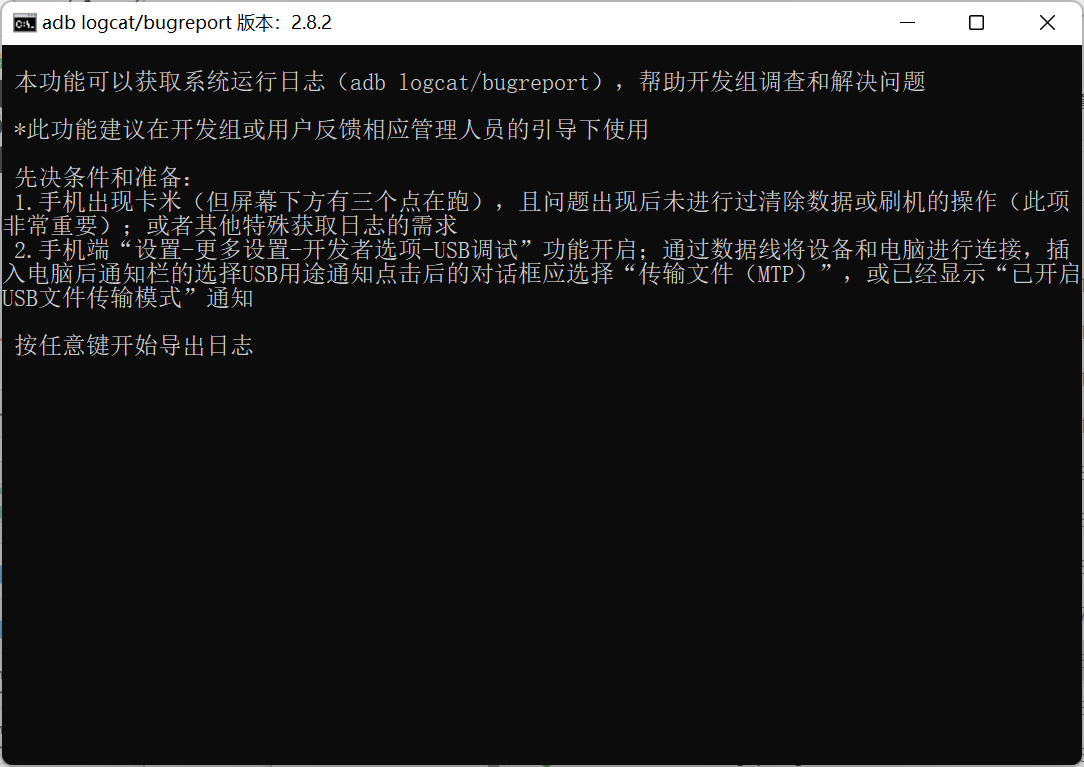 adb logcat/bugreport 版本：2.8.2
本功能可以获取系统运行日志（adb logcat/bugreport），帮助开发组调查和解决问题
*此功能建议在开发组或用户反馈相应管理人员的引导下使用
先决条件和准备：
1.手机出现卡米（但屏幕下方有三个点在跑），且问题出现后未进行过清除数据或刷机的操作（此项
非常重要）；或者其他特殊获取日志的需求
2.手机端“设置-更多设置-开发者选项-USB调试”功能开启；通过数据线将设备和电脑进行连接，插
入电脑后通知栏的选择USB用途通知点击后的对话框应选择“传输文件（MTP）”，或已经显示“已开启
USB文件传输模式”通知
按任意键开始导出日志